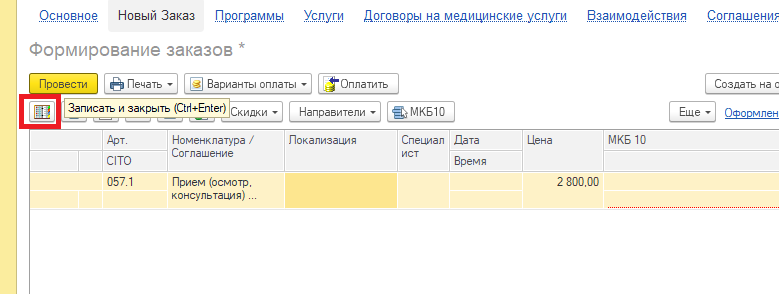 Основное Новый Заказ Программы Услуги Договоры на медицинские услуги Взаимодействия Соглашения
Формирование заказов *
Провести Печать Варианты оплаты Оплатить Создать на о
Записать и закрыть (Ctrl+Enter) Скидки Направители МКБ10 Еще Оформлен
Арт. Номенклатура / Локализация Специал Дата Цена МКБ 10
CITO Соглашение ист Время
057.1 Прием (осмотр, 2 800,00
консультация) ...